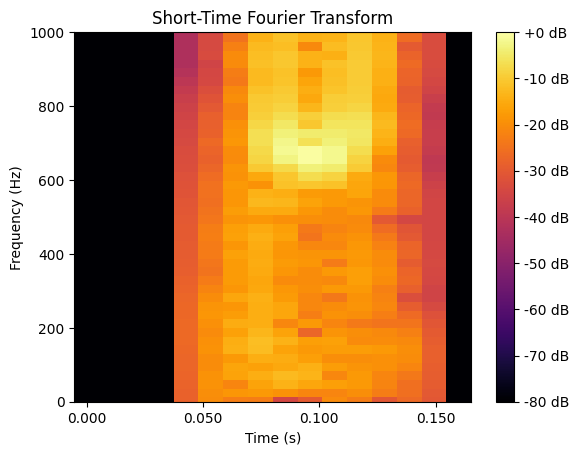 Short-Time Fourier Transform
1000
800
600
400
200
0
Frequency (Hz)
0.000
0.050
0.100
0.150
Time (s)
+0 dB
-10 dB
-20 dB
-30 dB
-40 dB
-50 dB
-60 dB
-70 dB
-80 dB